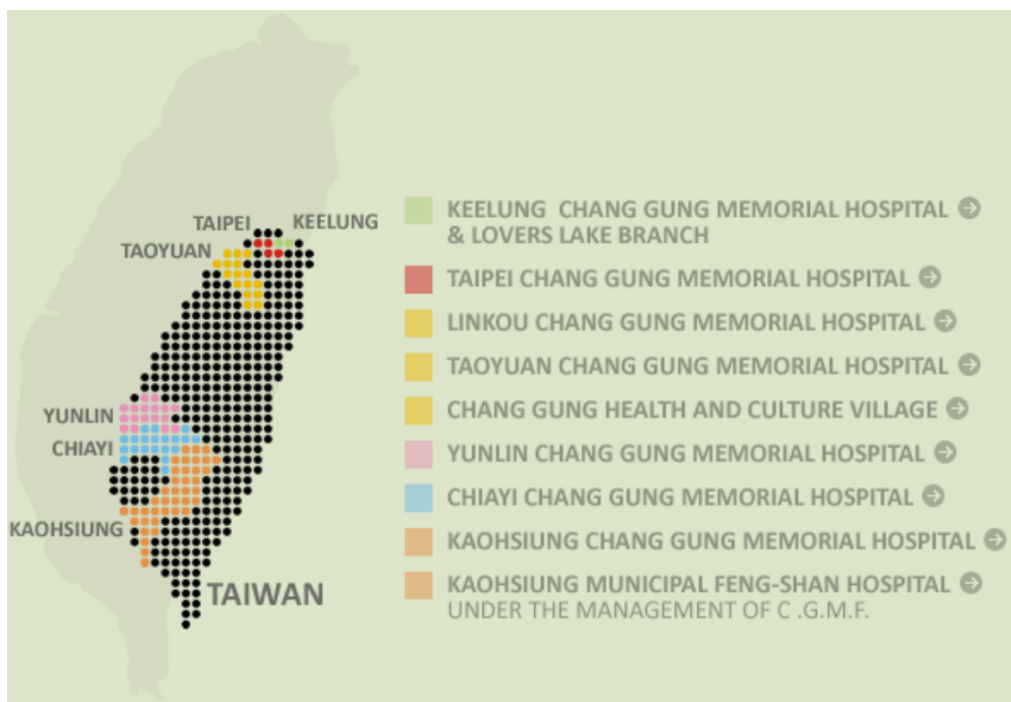 TAIPEI
KEELUNG
TAOYUAN
YUNLIN
CHIAYI
KAOHSIUNG
TAIWAN
KEELUNG CHANG GUNG MEMORIAL HOSPITAL
& LOVERS LAKE BRANCH
TAIPEI CHANG GUNG MEMORIAL HOSPITAL
LINKOU CHANG GUNG MEMORIAL HOSPITAL
TAOYUAN CHANG GUNG MEMORIAL HOSPITAL
CHANG GUNG HEALTH AND CULTURE VILLAGE
YUNLIN CHANG GUNG MEMORIAL HOSPITAL
CHIAYI CHANG GUNG MEMORIAL HOSPITAL
KAOHSIUNG CHANG GUNG MEMORIAL HOSPITAL
KAOHSIUNG MUNICIPAL FENG-SHAN HOSPITAL
UNDER THE MANAGEMENT OF C .G.M.F.